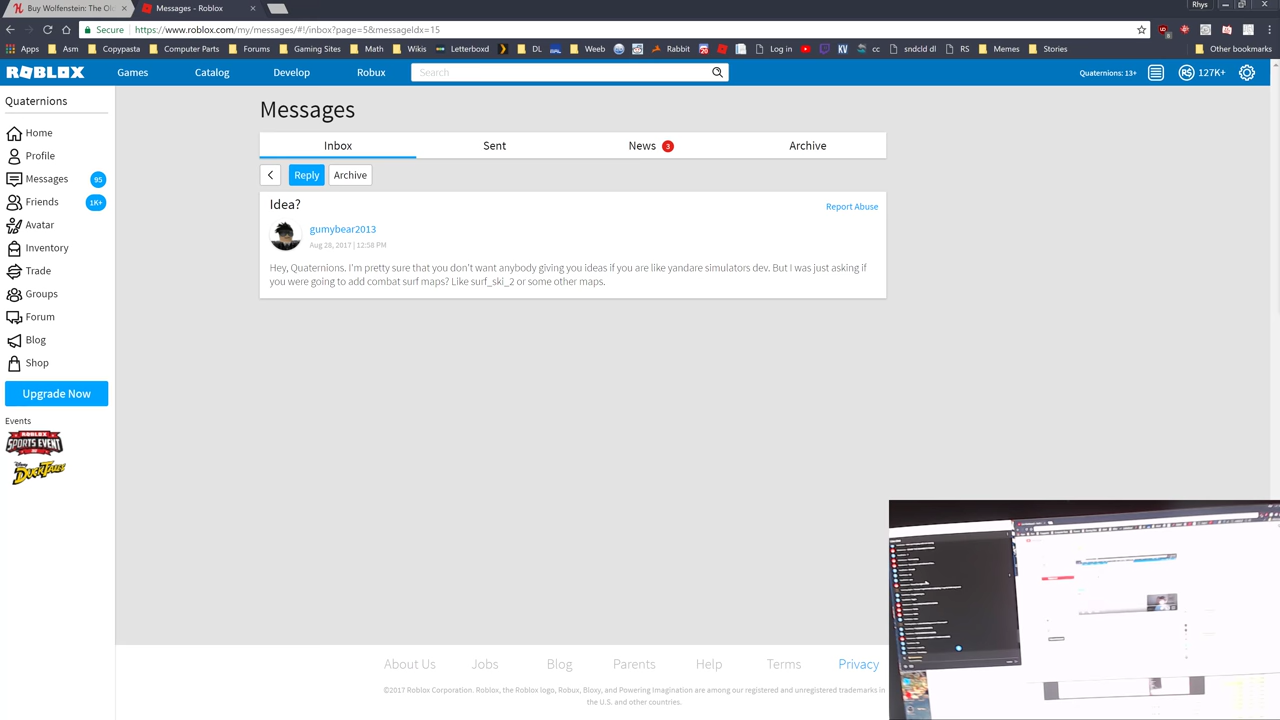 Buy Wolfenstein: The Old
Messages - Roblox
Rhys
Secure
https://www.roblox.com/my/messages/#!/inbox?page=5&messageIdx=15
Apps
Asm
Copypasta
Computer Parts
Forums
Gaming Sites
Math
Wikis
Letterboxd
DL
Weeb
Rabbit
Log in
KV
cc
sndcld dl
RS
Memes
Stories
Other bookmarks
ROBLOX
Games
Catalog
Develop
Robux
Search
Quaternions: 13+
R$ 127K+
Quaternions
Home
Profile
Messages 95
Friends 1K+
Avatar
Inventory
Trade
Groups
Forum
Blog
Shop
Upgrade Now
Events
ROBLOX
SPORTS EVENT
Disney
DuckTales
Messages
Inbox
Sent
News 3
Archive
Reply
Archive
Idea?
Report Abuse
gumybear2013
Aug 28, 2017 | 12:58 PM
Hey, Quaternions. I'm pretty sure that you don't want anybody giving you ideas if you are like yandare simulators dev. But I was just asking if
you were going to add combat surf maps? Like surf_ski_2 or some other maps.
About Us
Jobs
Blog
Parents
Help
Terms
Privacy
©2017 Roblox Corporation. Roblox, the Roblox logo, Robux, Bloxy, and Powering Imagination are among our registered and unregistered trademarks in
the U.S. and other countries.